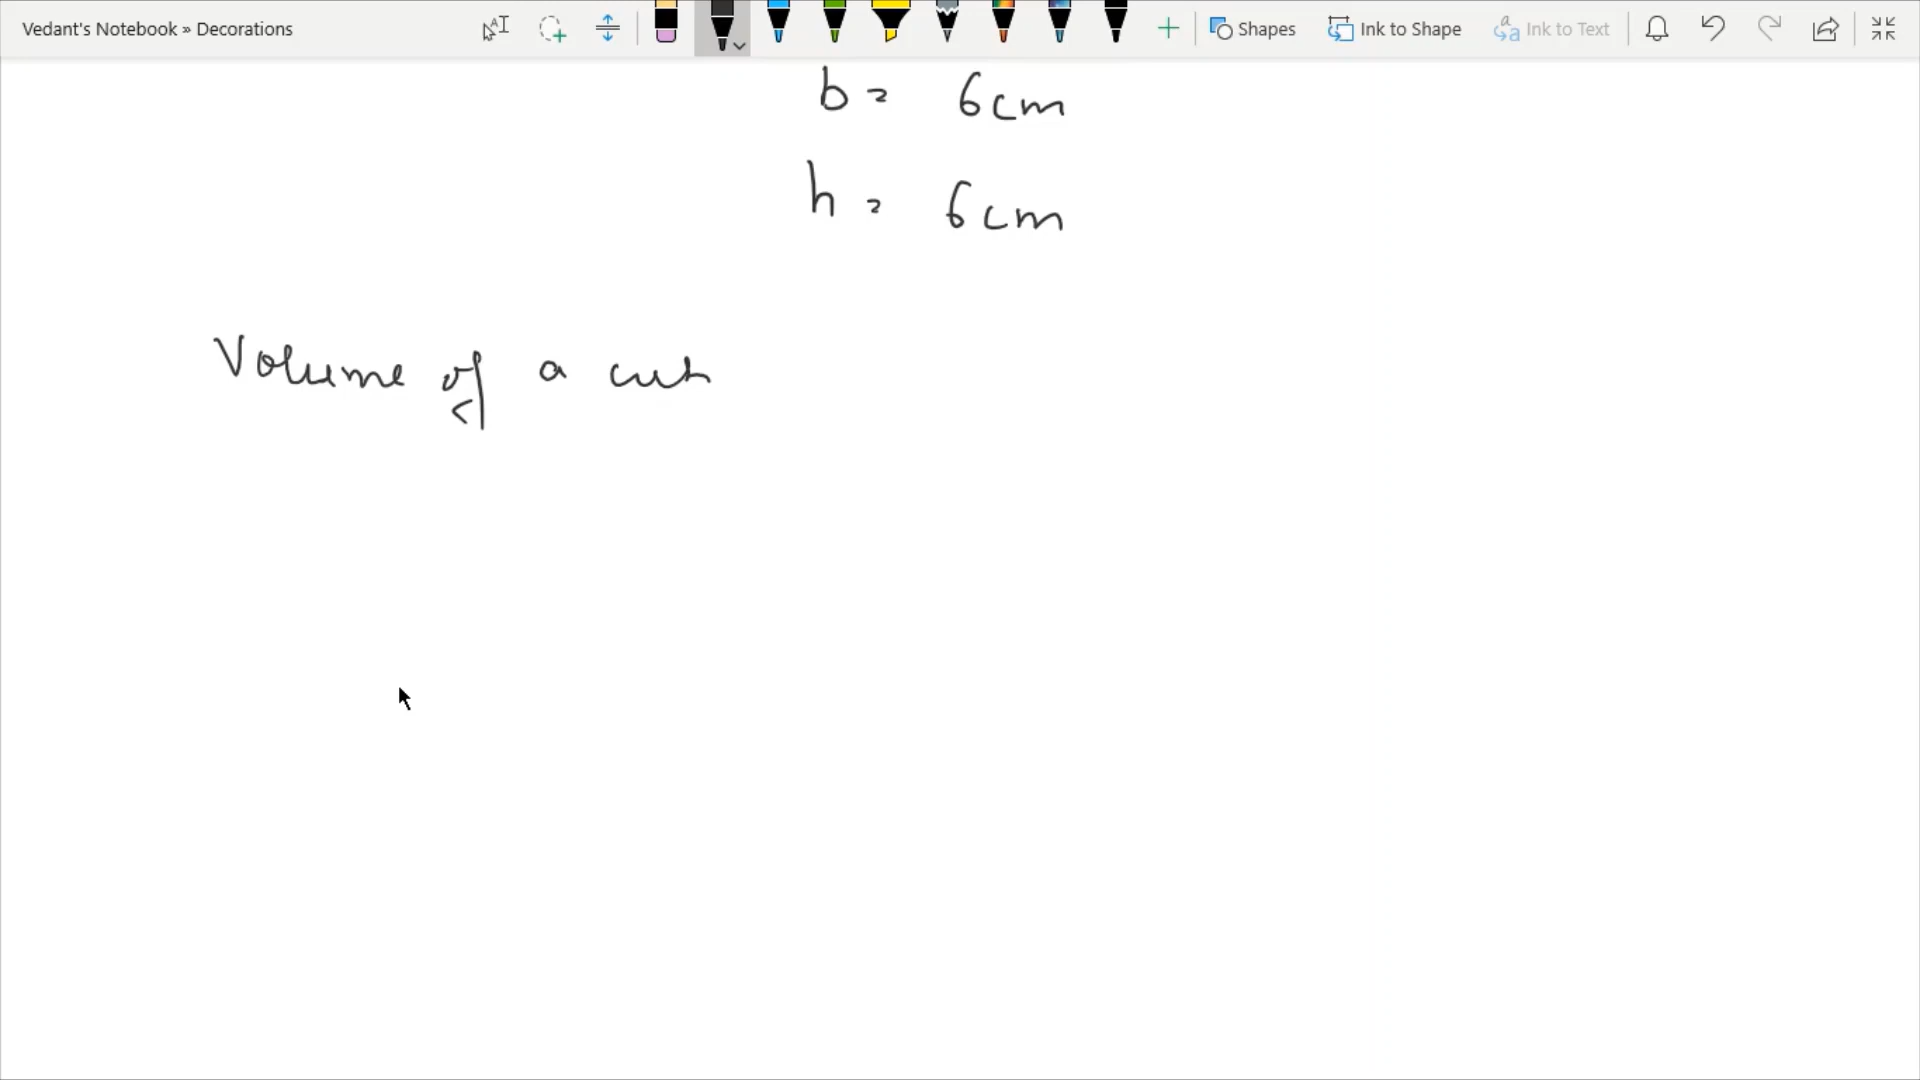 Vedant's Notebook » Decorations
Shapes
Ink to Shape
Ink to Text
b = 6cm
h = 6cm
Volume of a cub